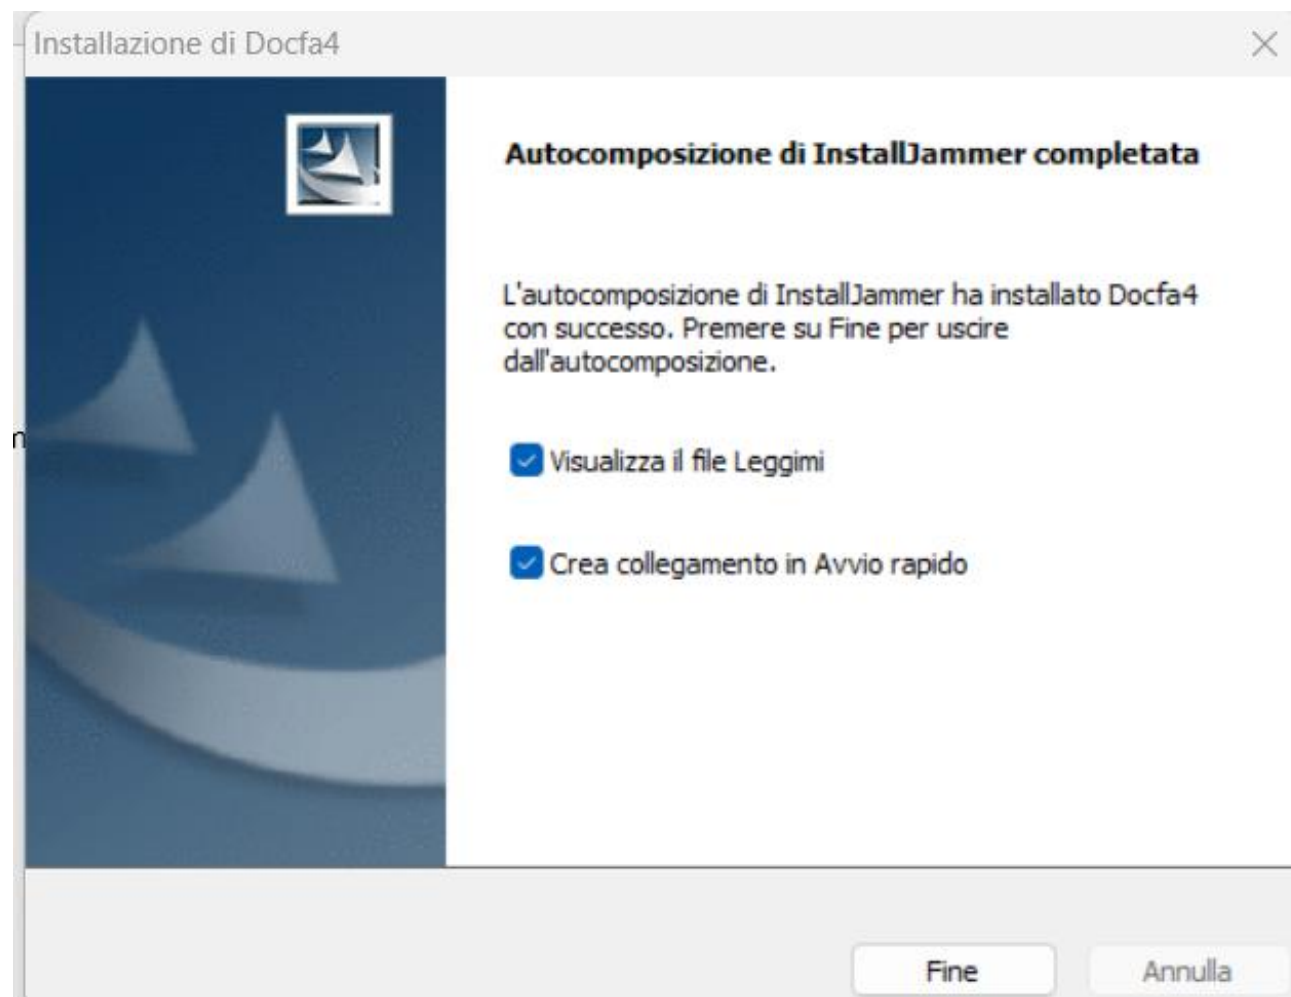 Installazione di Docfa4
Autocomposizione di InstallJammer completata
L'autocomposizione di InstallJammer ha installato Docfa4
con successo. Premere su Fine per uscire
dall'autocomposizione.
Visualizza il file Leggimi
Crea collegamento in Avvio rapido
Fine
Annulla